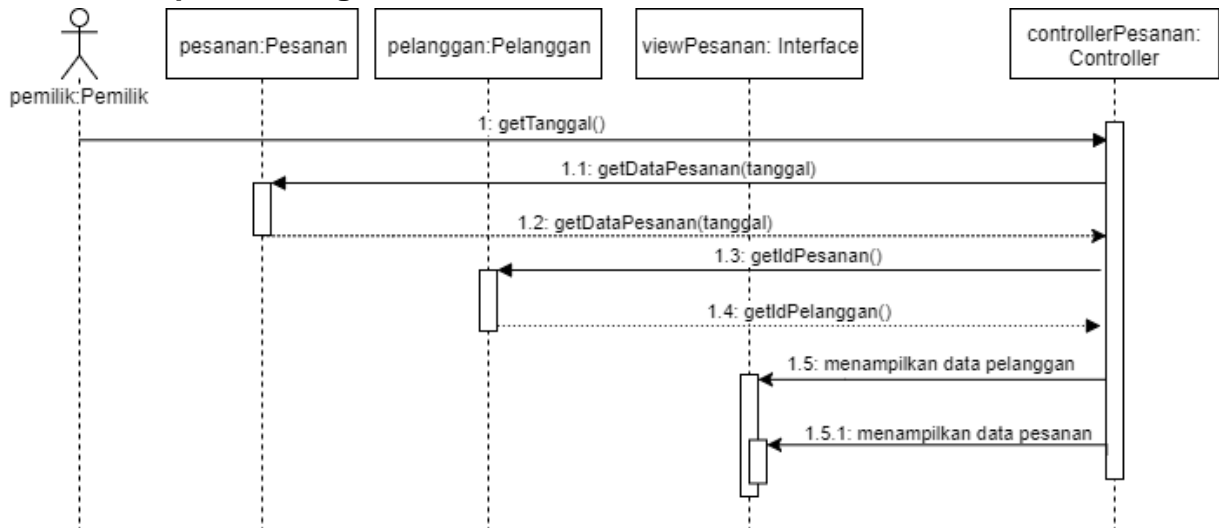 pesanan:Pesanan
pelanggan:Pelanggan
viewPesanan: Interface
controllerPesanan:
Controller
pemilik:Pemilik
1: getTanggal()
1.1: getDataPesanan(tanggal)
1.2: getDataPesanan(tanggal)
1.3: getIdPesanan()
1.4: getIdPelanggan()
1.5: menampilkan data pelanggan
1.5.1: menampilkan data pesanan